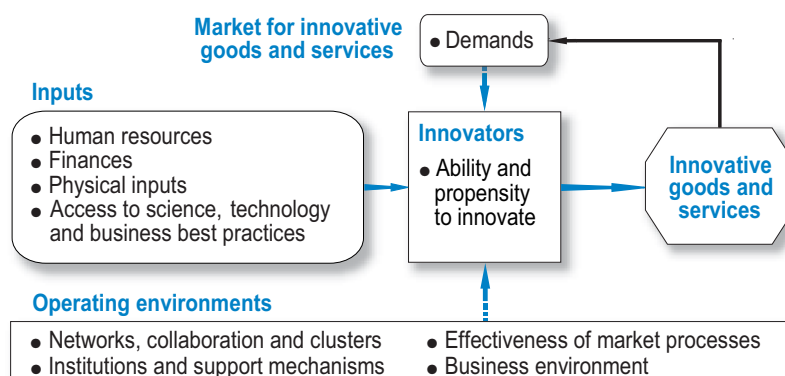 Market for innovative
goods and services
● Demands
Inputs
● Human resources
● Finances
● Physical inputs
● Access to science, technology
and business best practices
Innovators
● Ability and
propensity
to innovate
Innovative
goods and
services
Operating environments
● Networks, collaboration and clusters
● Institutions and support mechanisms
● Effectiveness of market processes
● Business environment